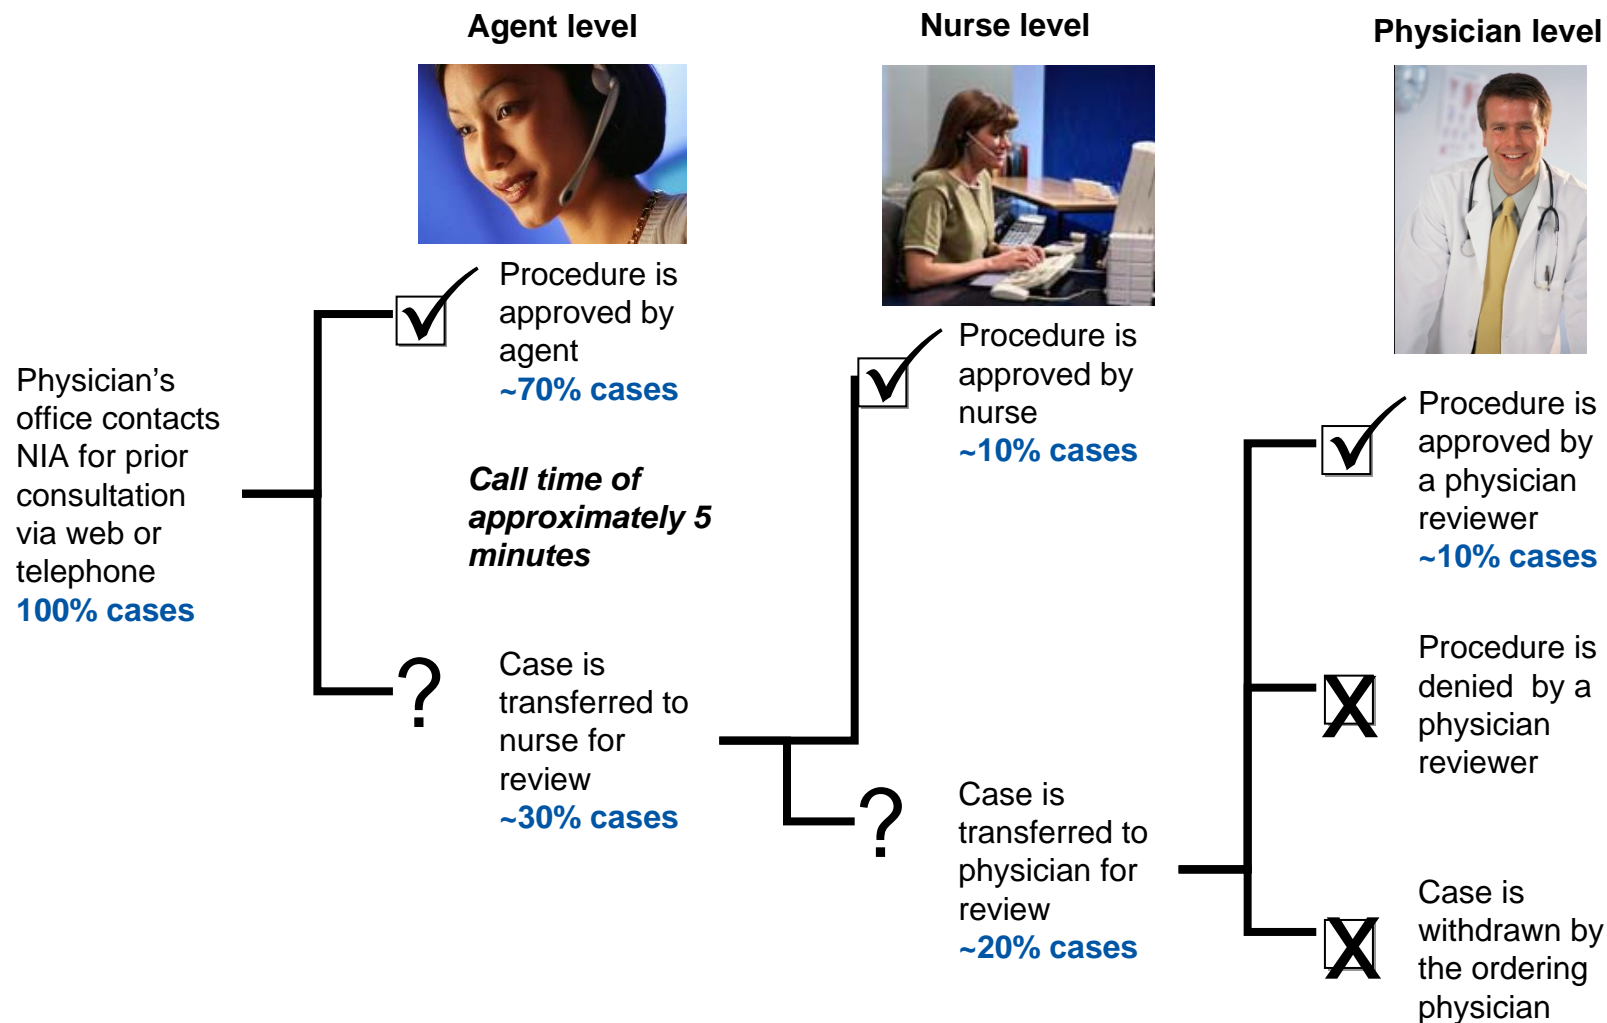 Agent level
Nurse level
Physician level
Physician's
office contacts
NIA for prior
consultation
via web or
telephone
100% cases
Procedure is
approved by
agent
~70% cases
Call time of
approximately 5
minutes
?
Case is
transferred to
nurse for
review
~30% cases
Procedure is
approved by
nurse
~10% cases
?
Case is
transferred to
physician for
review
~20% cases
Procedure is
approved by
a physician
reviewer
~10% cases
X
Procedure is
denied  by a
physician
reviewer
X
Case is
withdrawn by
the ordering
physician